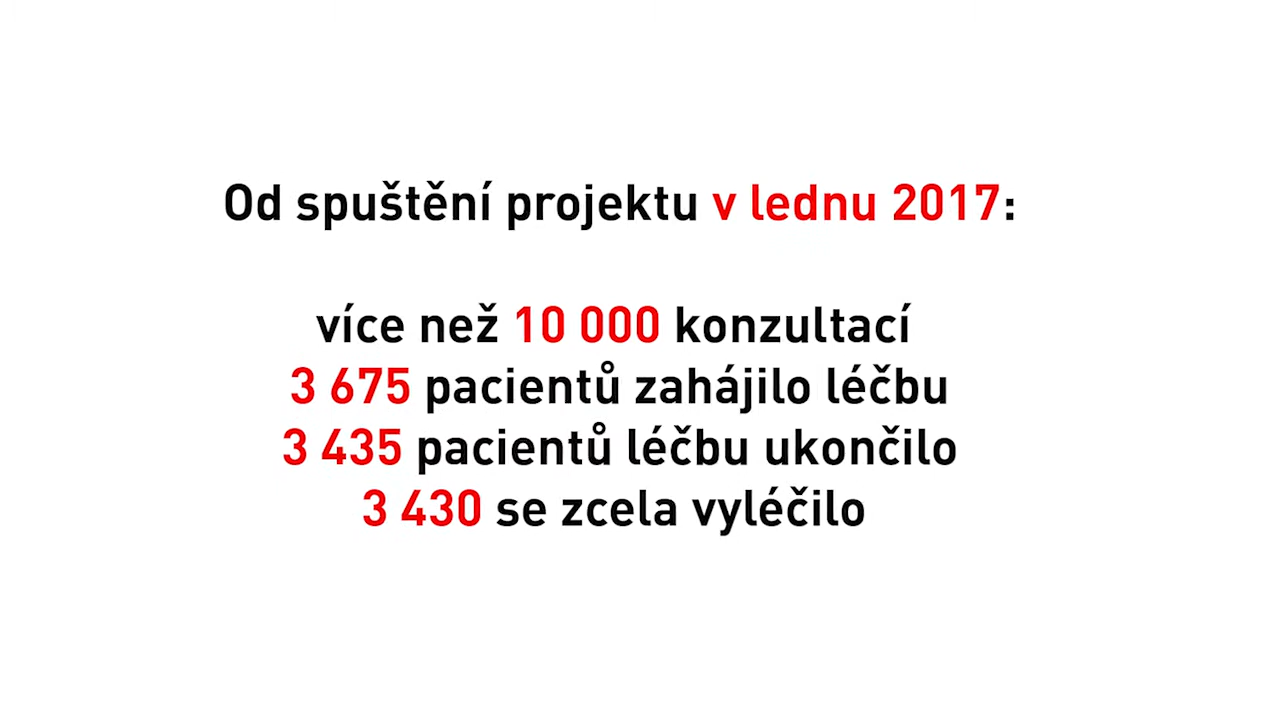 Od spuštění projektu v lednu 2017:
více než 10 000 konzultací
3 675 pacientů zahájilo léčbu
3 435 pacientů léčbu ukončilo
3 430 se zcela vyléčilo